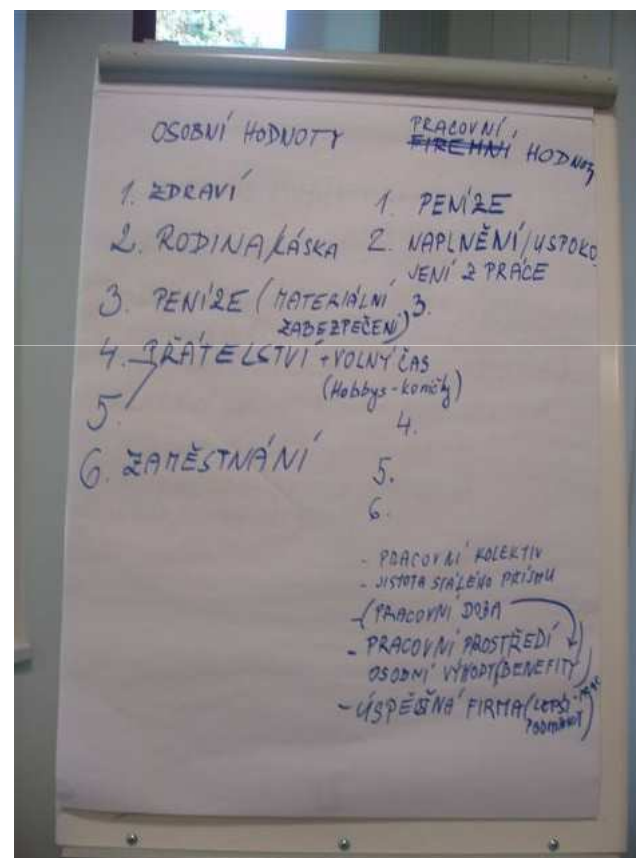 OSOBNÍ HODNOTY
1. ZDRAVÍ
2. RODINA/LÁSKA
3. PENÍZE (MATERIÁLNÍ
ZABEZPEČENÍ)
4. PŘÁTELSTVÍ + VOLNÝ ČAS
(Hobbys - koníčky)
5.
6. ZAMĚSTNÁNÍ
PRACOVNÍ
FIREMNÍ HODNOTY
1. PENÍZE
2. NAPLNĚNÍ/USPOKO
JENÍ Z PRÁCE
3.
4.
5.
6.
- PRACOVNÍ KOLEKTIV
- JISTOTA STÁLÉHO PŘÍJMU
- (PRACOVNÍ DOBA
- PRACOVNÍ PROSTŘEDÍ
OSOBNÍ VÝHODY/BENEFITY)
- ÚSPĚŠNÁ FIRMA (LEPŠÍ
PODMÍNKY)